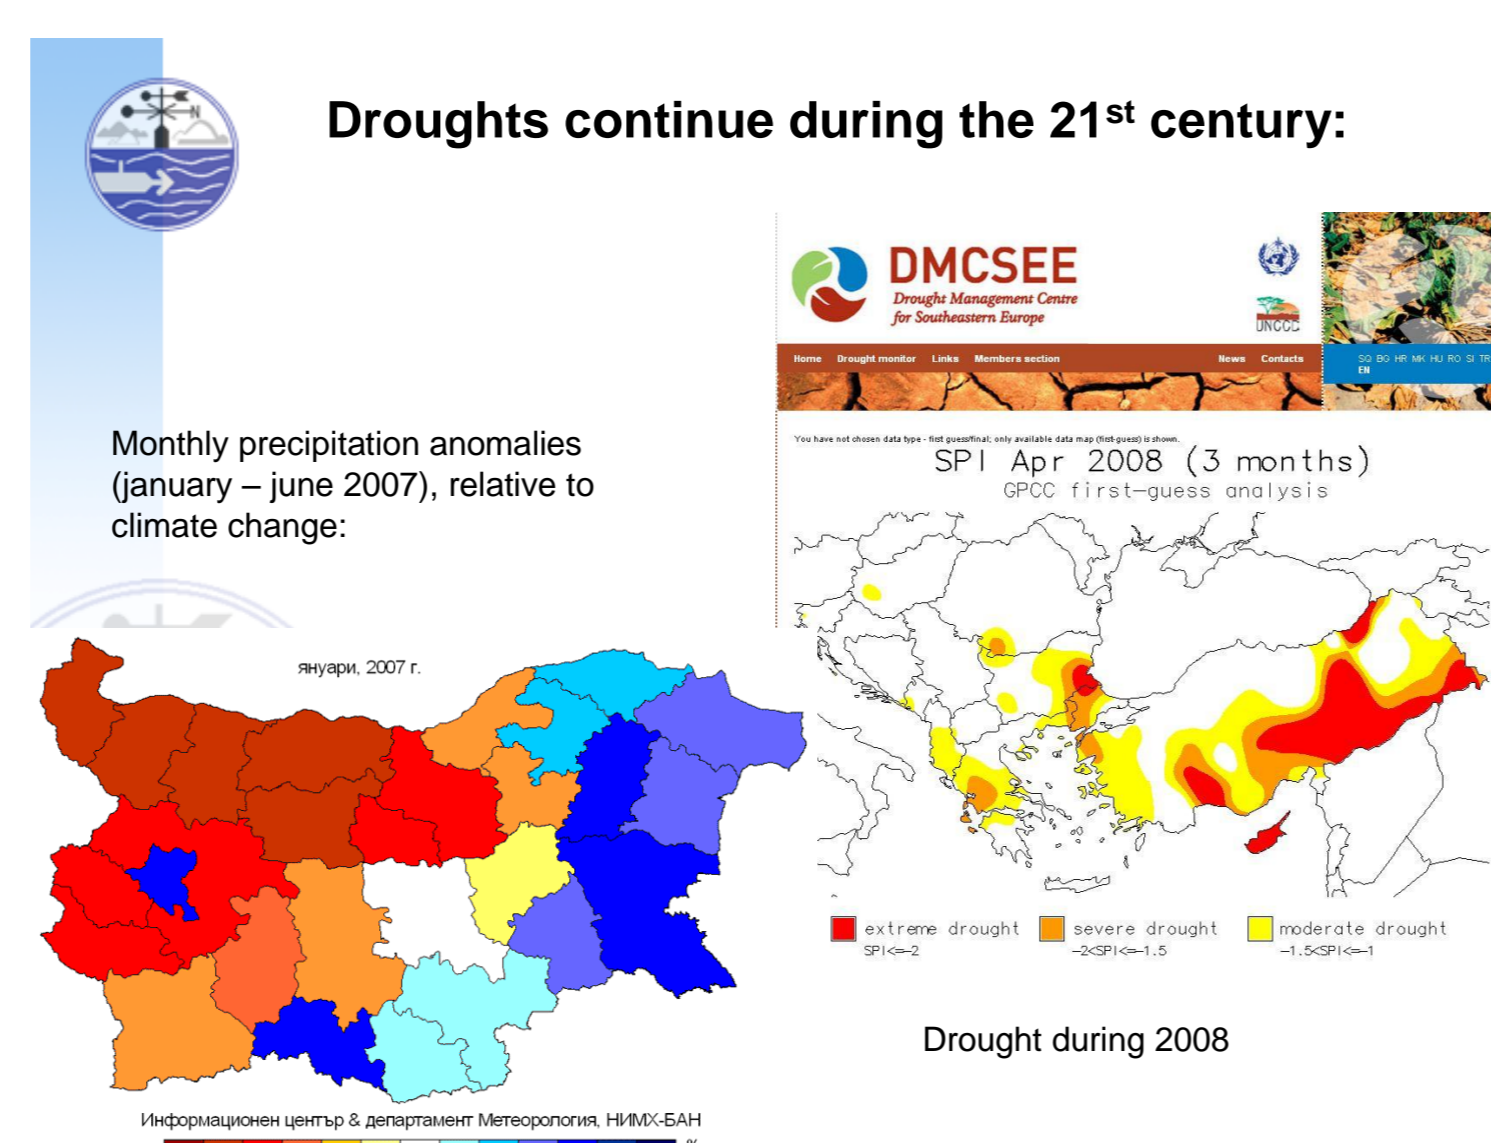 N
Droughts continue during the 21st century:
DMCSEE
Drought Management Centre
for Southeastern Europe
UNCCD
Home Drought monitor Links Members section News Contacts
SQ BG HR MK HU RO SI TR
EN
You have not chosen data type - first guess/final; only available data map (first-guess) is shown.
SPI Apr 2008 (3 months)
GPCC first-guess analysis
Monthly precipitation anomalies
(january – june 2007), relative to
climate change:
януари, 2007 г.
extreme drought severe drought moderate drought
SPI<=-2 -2<SPI<=-1.5 -1.5<SPI<=-1
Drought during 2008
Информационен център & департамент Метеорология, НИМХ-БАН
%